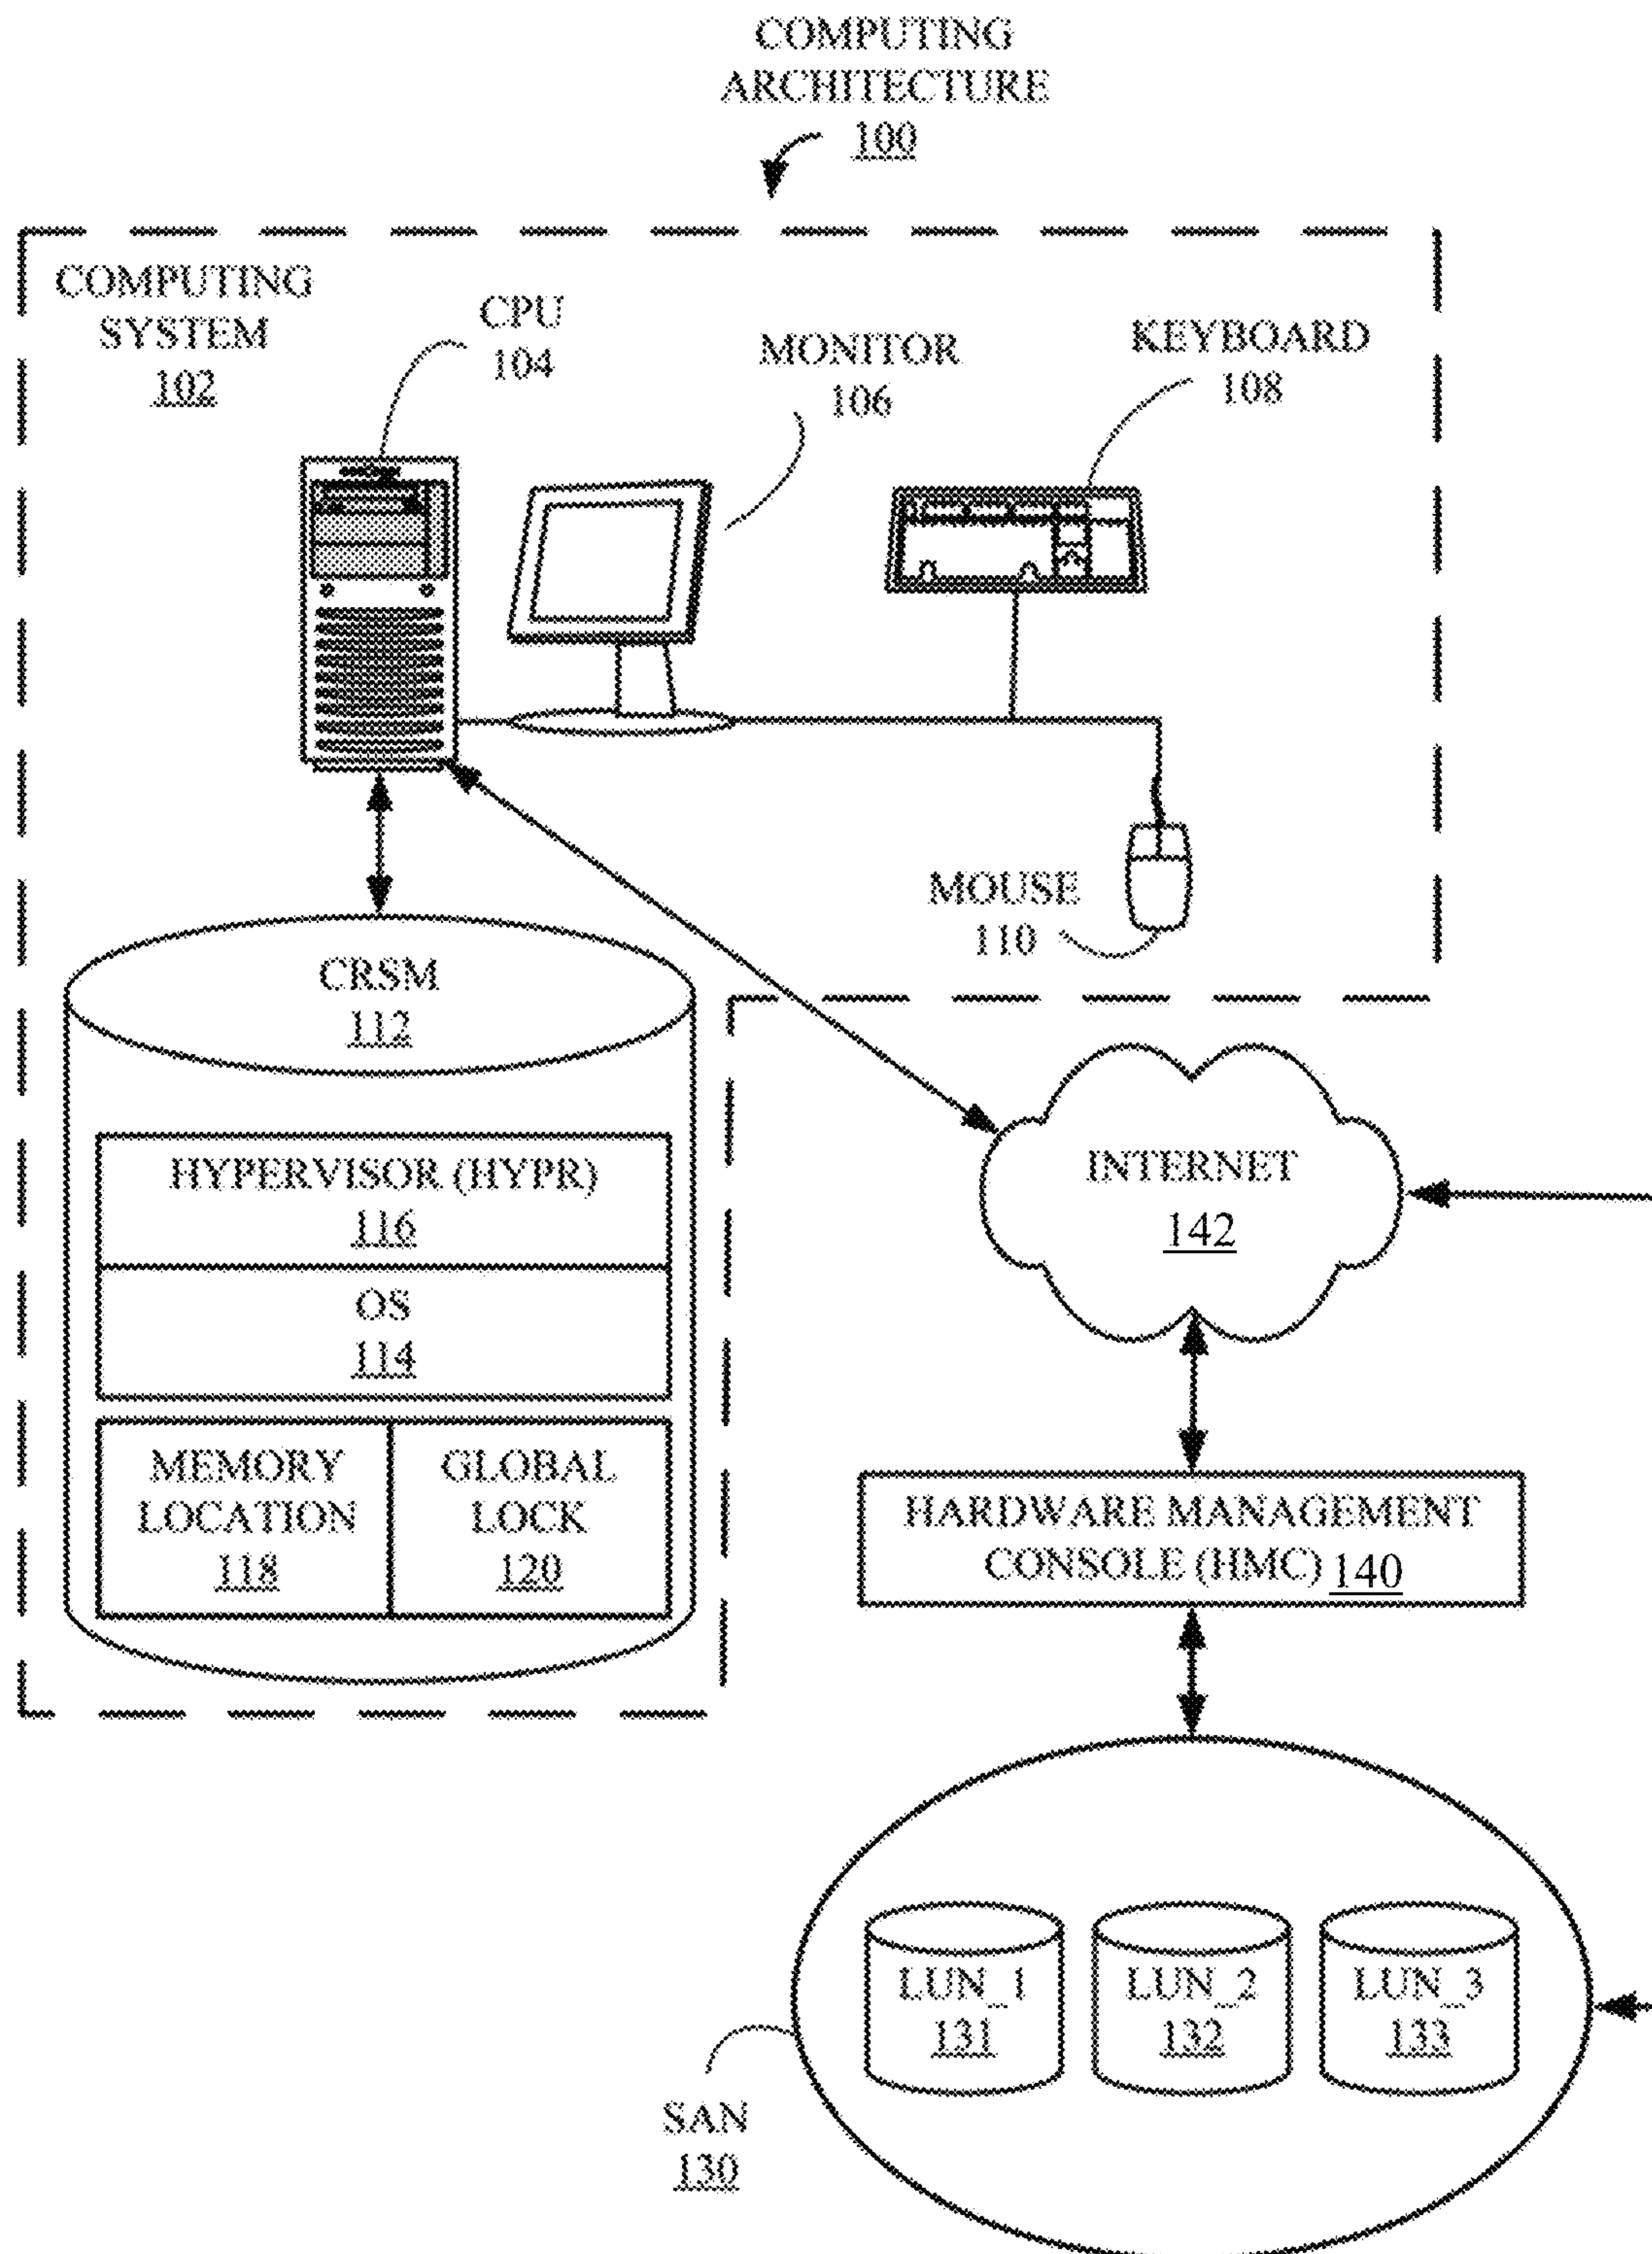 COMPUTING
ARCHITECTURE
100
COMPUTING
SYSTEM
102
CPU
104
MONITOR
106
KEYBOARD
108
MOUSE
110
CRSM
112
HYPERVISOR (HYPR)
116
OS
114
MEMORY
LOCATION
118
GLOBAL
LOCK
120
INTERNET
142
HARDWARE MANAGEMENT
CONSOLE (HMC) 140
LUN_1
131
LUN_2
132
LUN_3
133
SAN
130